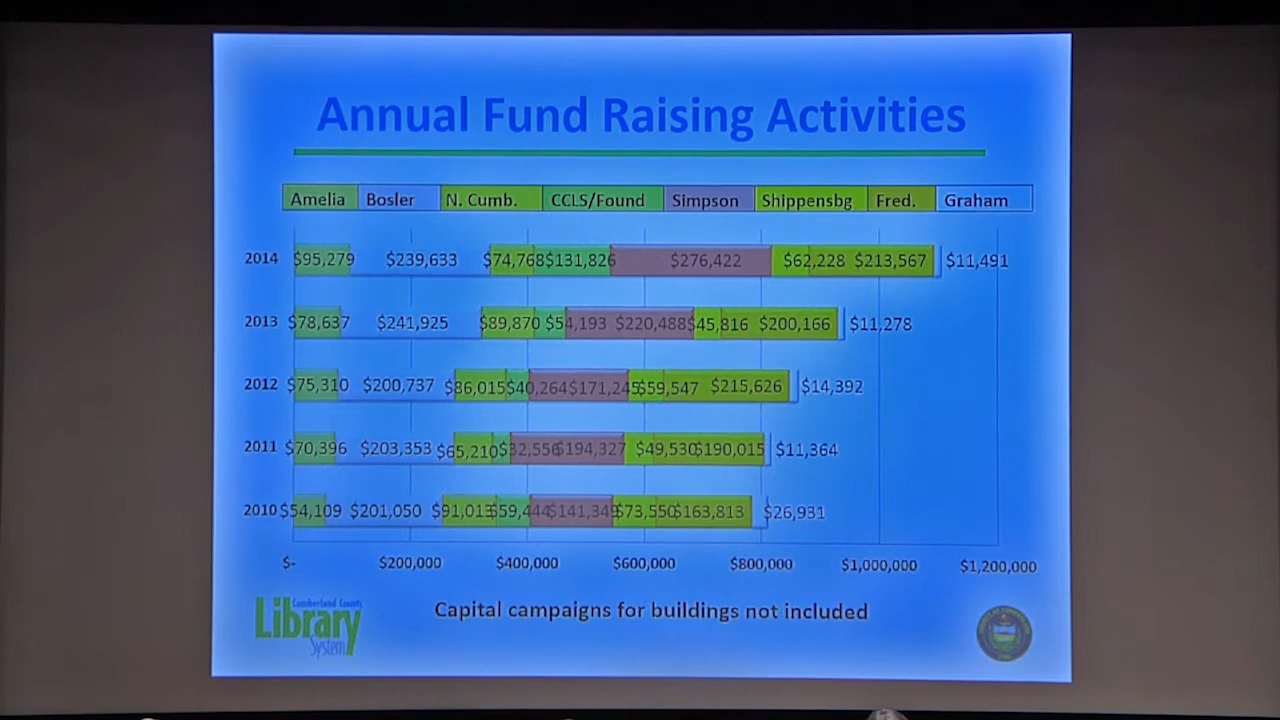 Annual Fund Raising Activities
Amelia Bosler N. Cumb. CCLS/Found Simpson Shippensbg Fred. Graham
2014 $95,279 $239,633 $74,768 $131,826 $276,422 $62,228 $213,567 $11,491
2013 $78,637 $241,925 $89,870 $54,193 $220,488 $45,816 $200,166 $11,278
2012 $75,310 $200,737 $86,015 $40,264 $171,245 $59,547 $215,626 $14,392
2011 $70,396 $203,353 $65,210 $32,556 $194,327 $49,530 $190,015 $11,364
2010 $54,109 $201,050 $91,013 $59,444 $141,349 $73,550 $163,813 $26,931
$- $200,000 $400,000 $600,000 $800,000 $1,000,000 $1,200,000
Capital campaigns for buildings not included
Cumberland County
Library
System